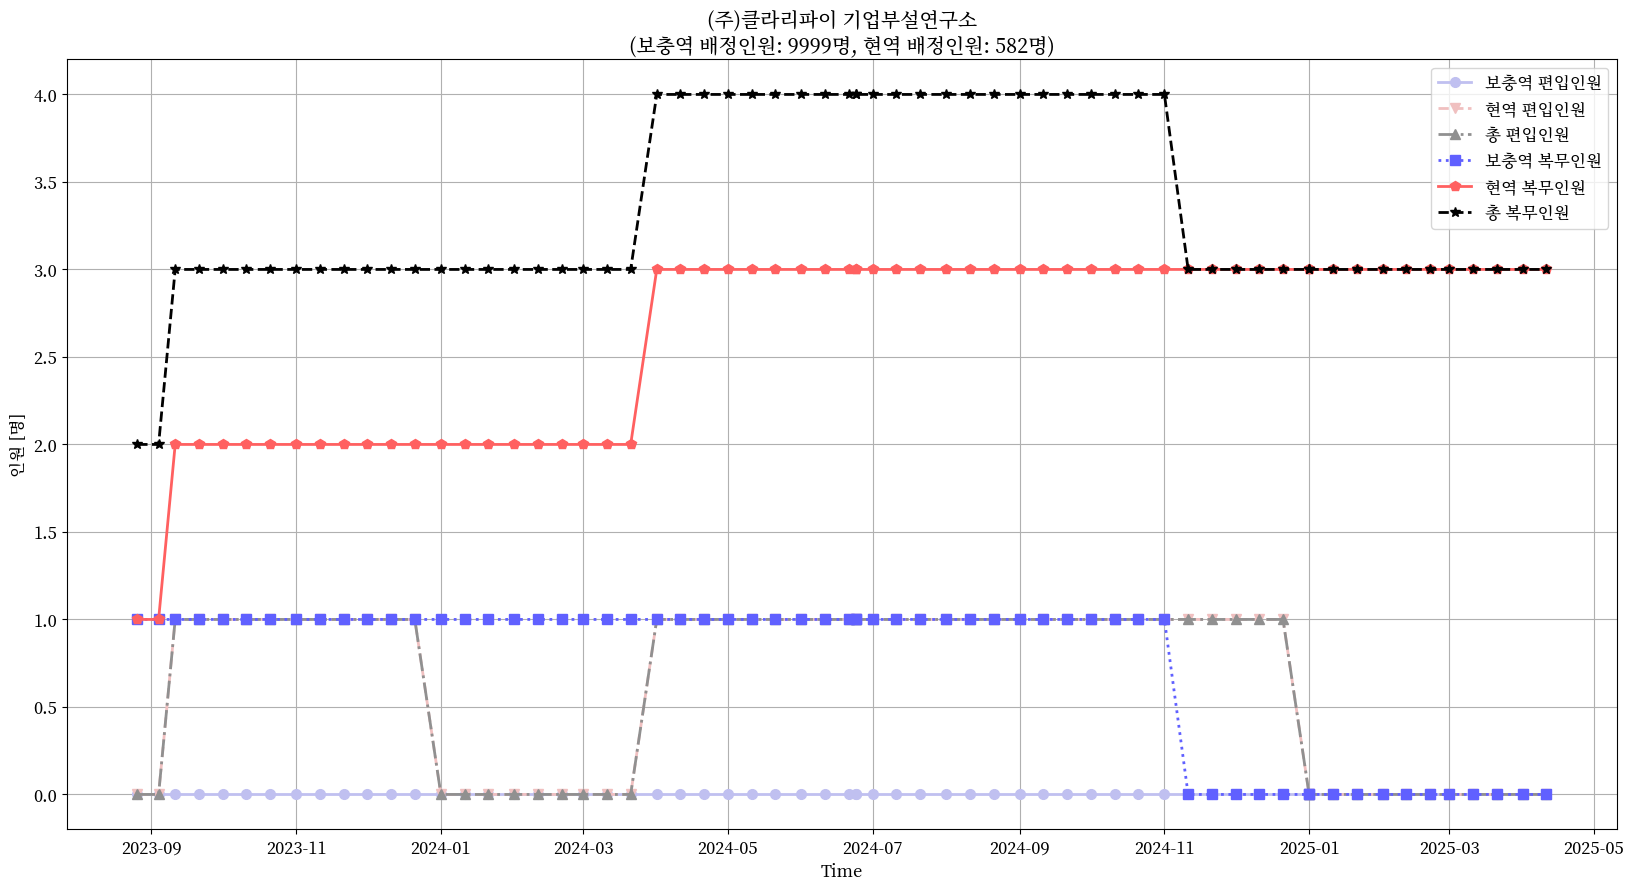 (주)클라리파이 기업부설연구소
(보충역 배정인원: 9999명, 현역 배정인원: 582명)
보충역 편입인원
현역 편입인원
총 편입인원
보충역 복무인원
현역 복무인원
총 복무인원
인원 [명]
4.0
3.5
3.0
2.5
2.0
1.5
1.0
0.5
0.0
2023-09
2023-11
2024-01
2024-03
2024-05
2024-07
2024-09
2024-11
2025-01
2025-03
2025-05
Time